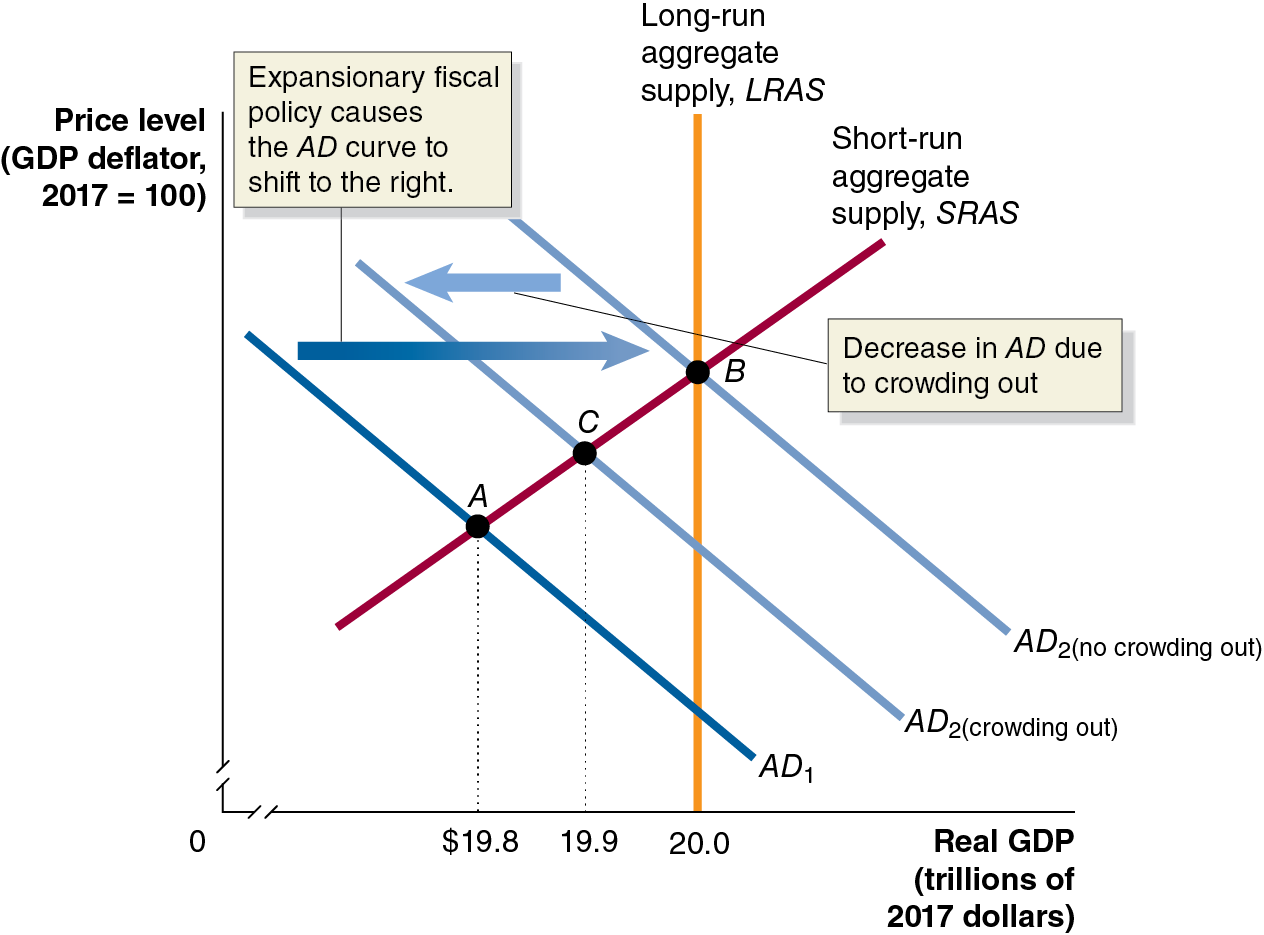 Long-run
aggregate
supply, LRAS
Expansionary fiscal
policy causes
the AD curve to
shift to the right.
Price level
(GDP deflator,
2017 = 100)
Short-run
aggregate
supply, SRAS
Decrease in AD due
to crowding out
B
C
A
AD2(no crowding out)
AD2(crowding out)
AD1
0
$19.8
19.9
20.0
Real GDP
(trillions of
2017 dollars)